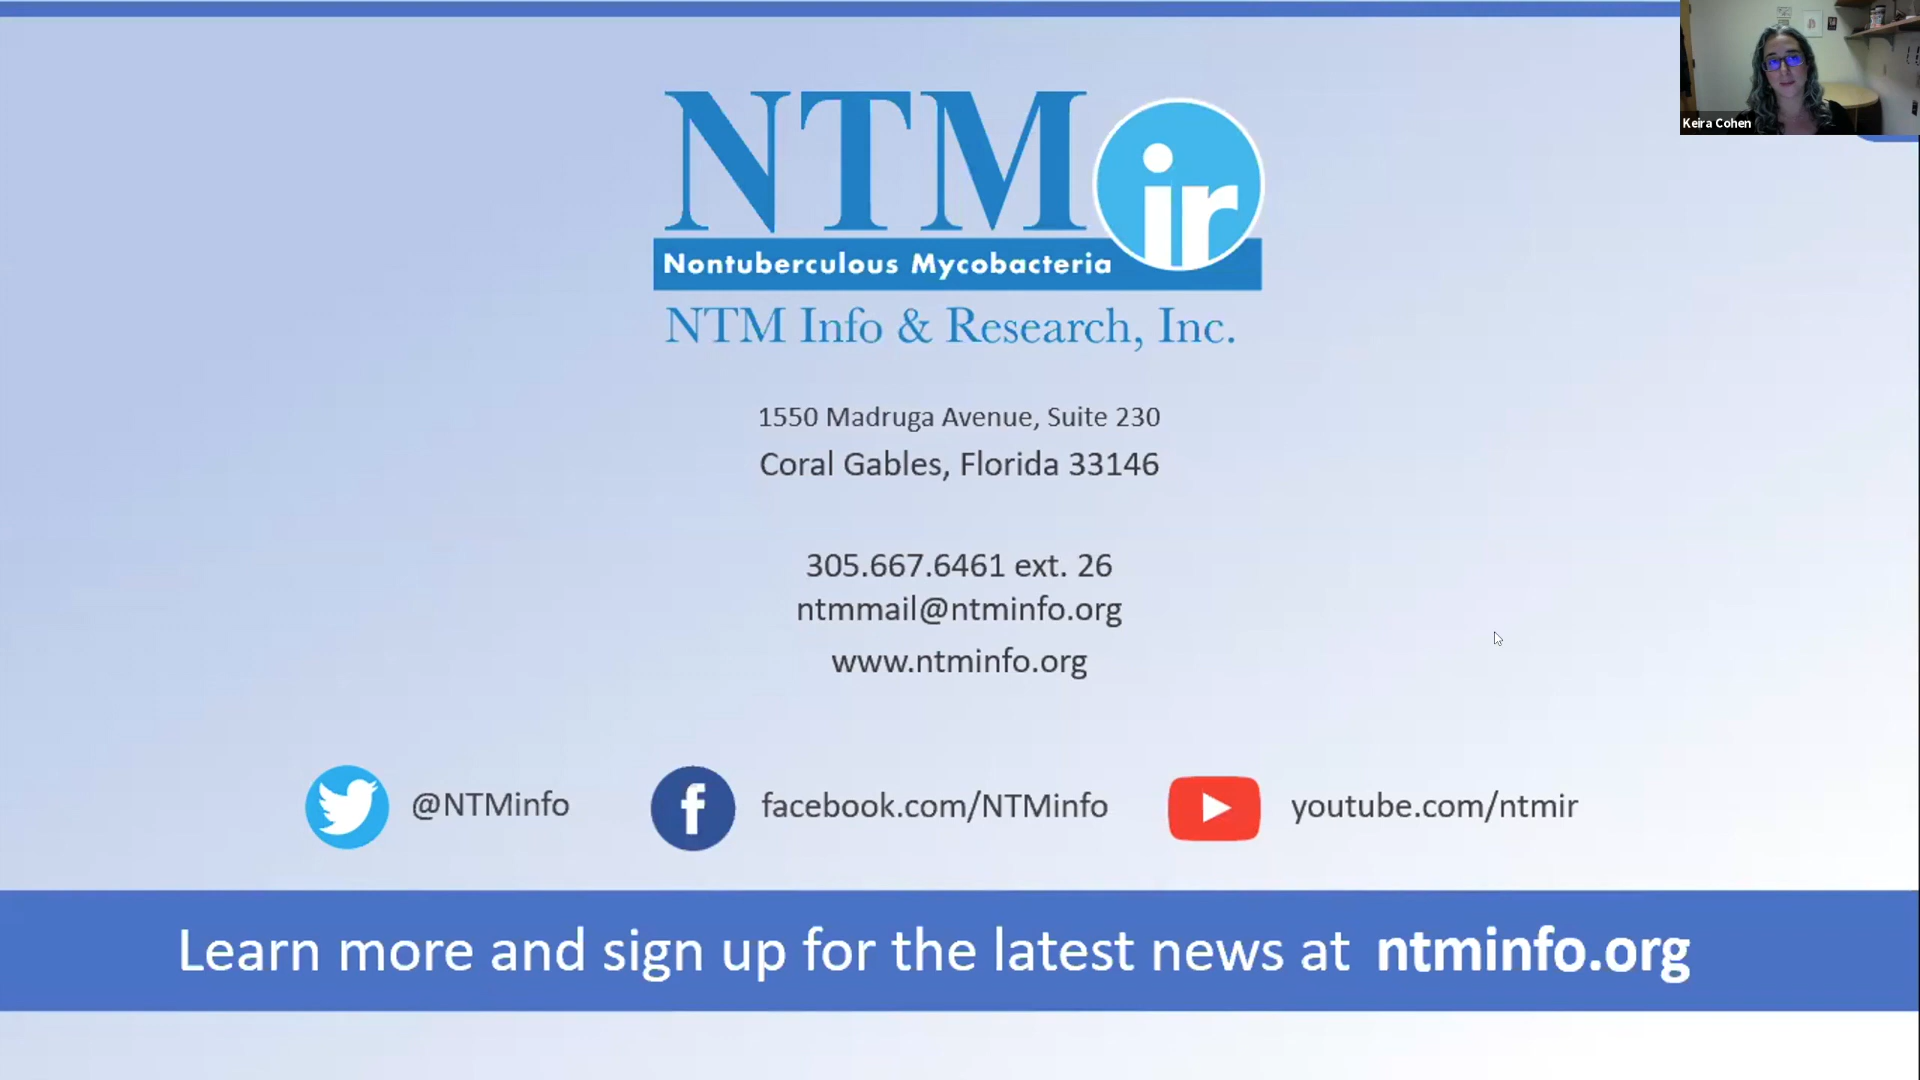 Keira Cohen
NTM
ir
Nontuberculous Mycobacteria
NTM Info & Research, Inc.
1550 Madruga Avenue, Suite 230
Coral Gables, Florida 33146
305.667.6461 ext. 26
ntmmail@ntminfo.org
www.ntminfo.org
@NTMinfo
facebook.com/NTMinfo
youtube.com/ntmir
Learn more and sign up for the latest news at ntminfo.org